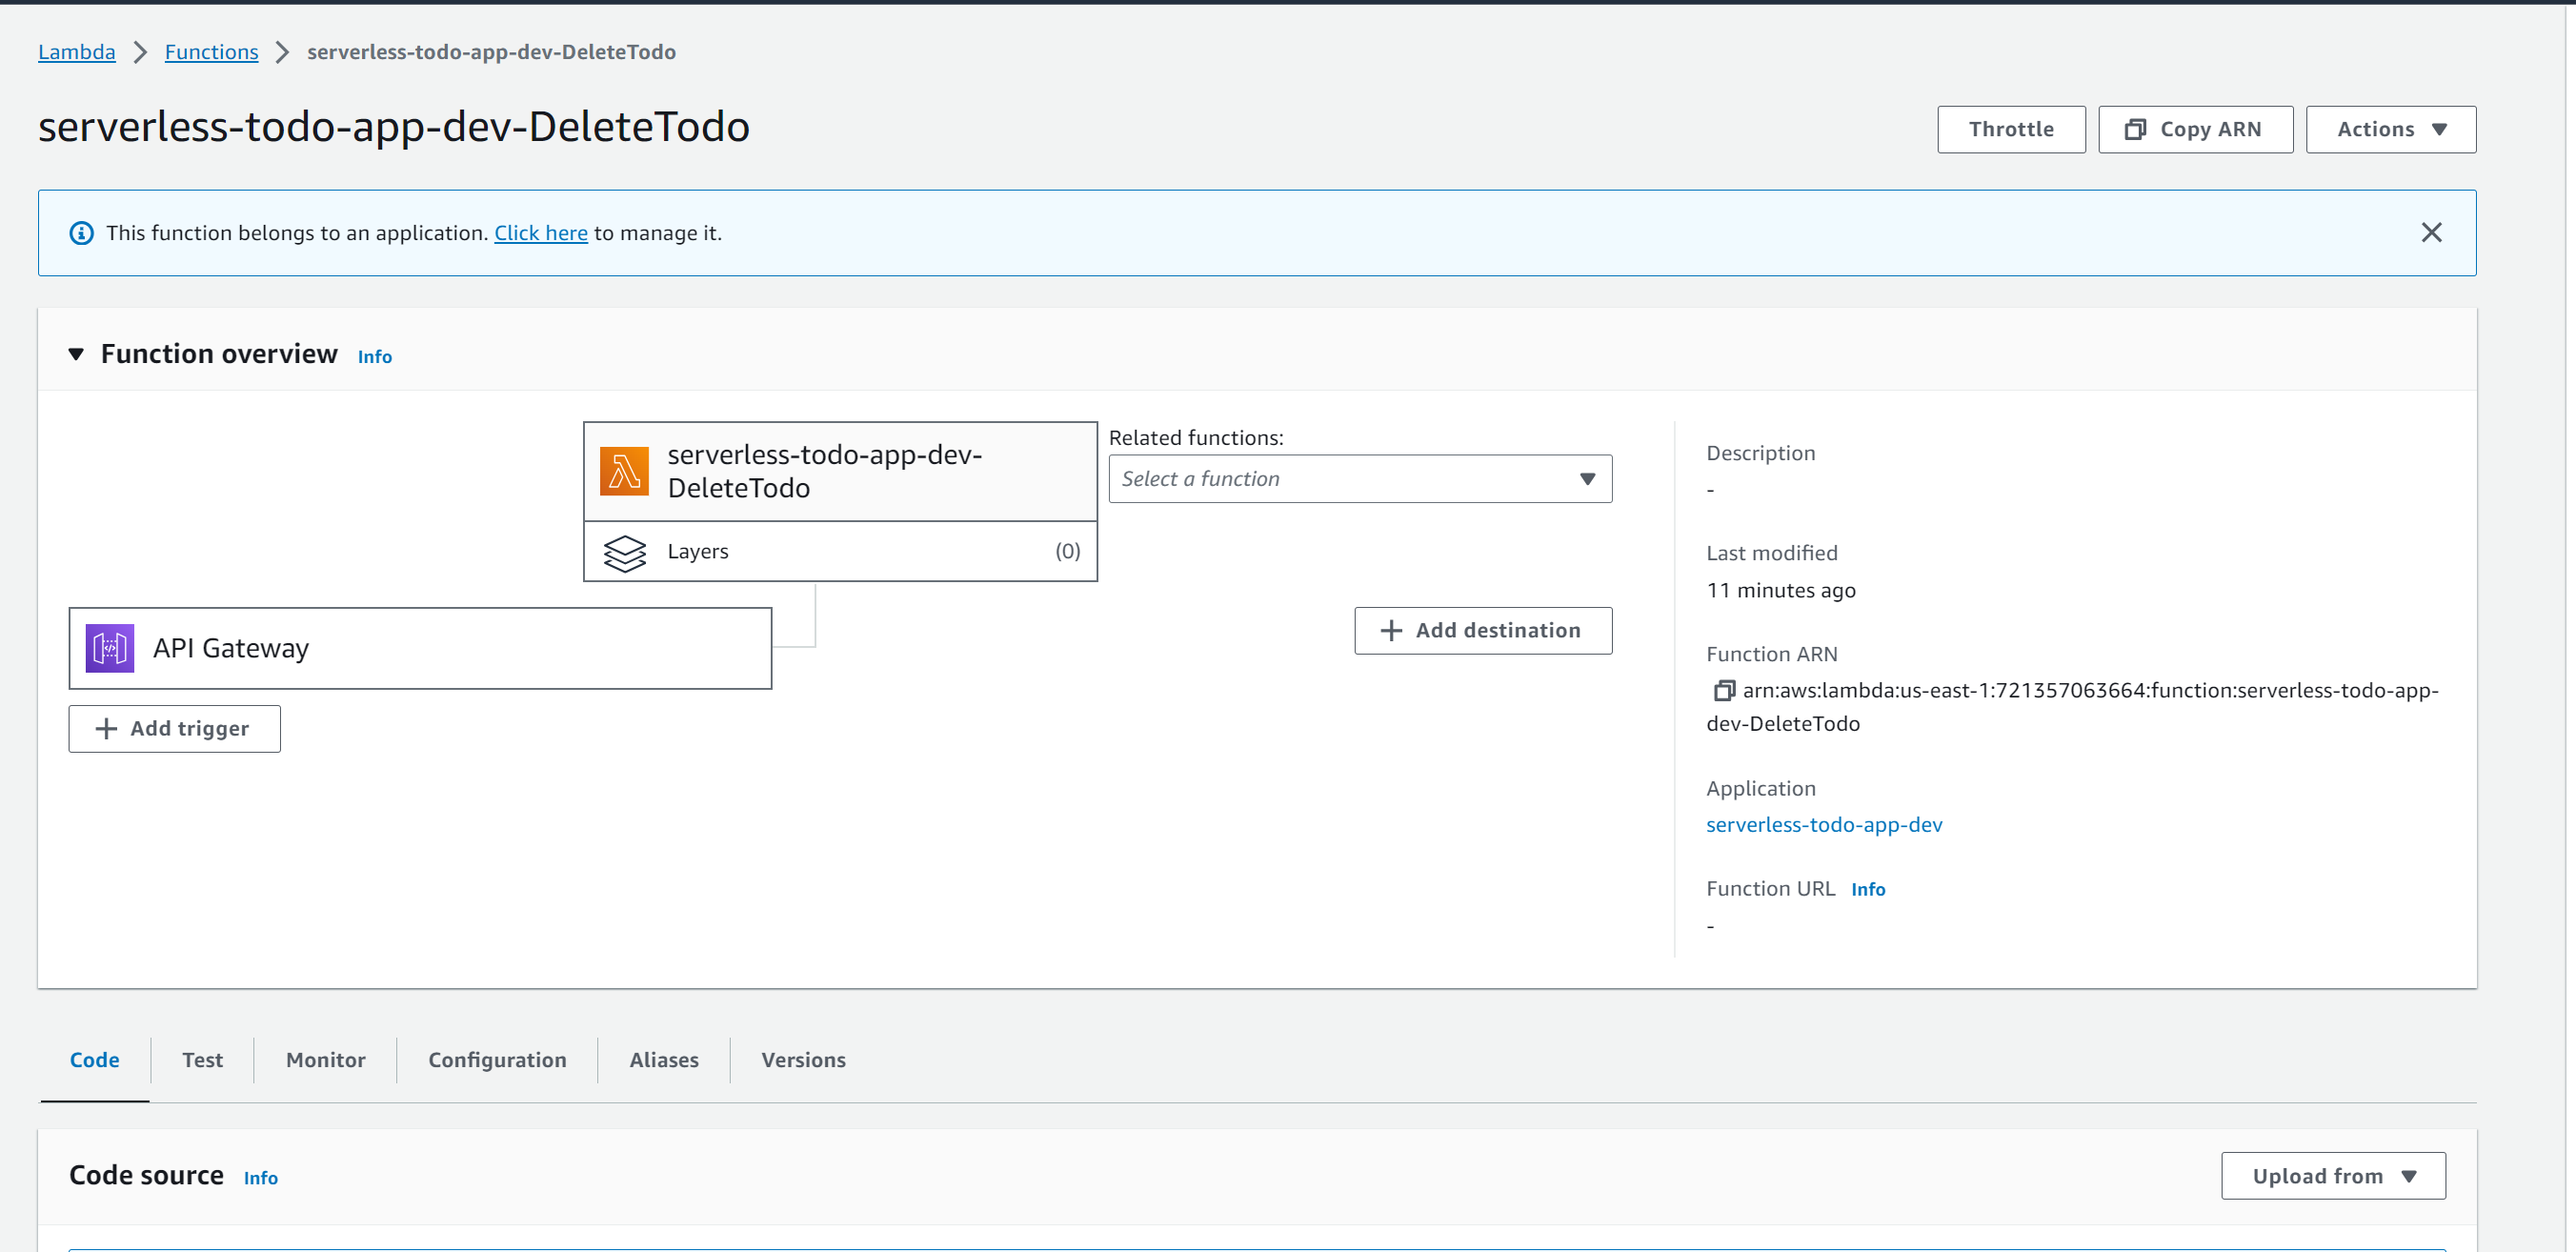 Lambda > Functions > serverless-todo-app-dev-DeleteTodo
serverless-todo-app-dev-DeleteTodo
Throttle
Copy ARN
Actions
This function belongs to an application. Click here to manage it.
Function overview Info
serverless-todo-app-dev-
DeleteTodo
Layers (0)
Related functions:
Select a function
API Gateway
Add trigger
Add destination
Description
-
Last modified
11 minutes ago
Function ARN
arn:aws:lambda:us-east-1:721357063664:function:serverless-todo-app-
dev-DeleteTodo
Application
serverless-todo-app-dev
Function URL Info
-
Code
Test
Monitor
Configuration
Aliases
Versions
Code source Info
Upload from